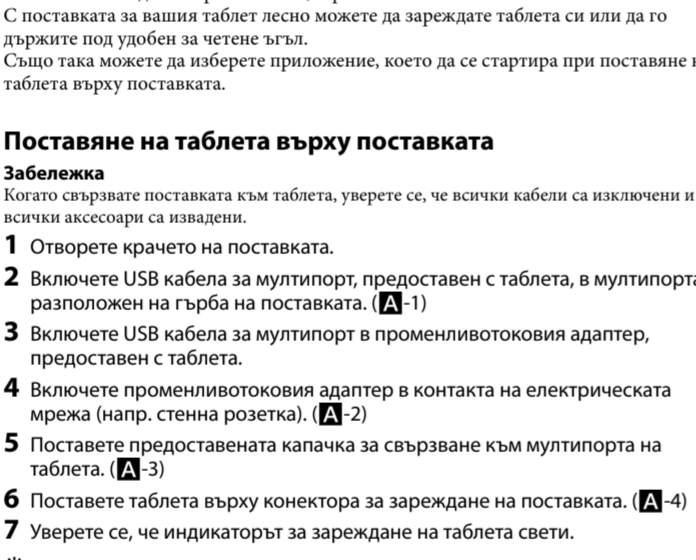 С поставката за вашия таблет лесно можете да зареждате таблета си или да го
държите под удобен за четене ъгъл.
Също така можете да изберете приложение, което да се стартира при поставяне
таблета върху поставката.
Поставяне на таблета върху поставката
Забележка
Когато свързвате поставката към таблета, уверете се, че всички кабели са изключени и
всички аксесоари са извадени.
1 Отворете крачето на поставката.
2 Включете USB кабела за мултипорт, предоставен с таблета, в мултипорта
разположен на гърба на поставката. (A-1)
3 Включете USB кабела за мултипорт в променливотоковия адаптер,
предоставен с таблета.
4 Включете променливотоковия адаптер в контакта на електрическата
мрежа (напр. стенна розетка). (A-2)
5 Поставете предоставената капачка за свързване към мултипорта на
таблета. (A-3)
6 Поставете таблета върху конектора за зареждане на поставката. (A-4)
7 Уверете се, че индикаторът за зареждане на таблета свети.